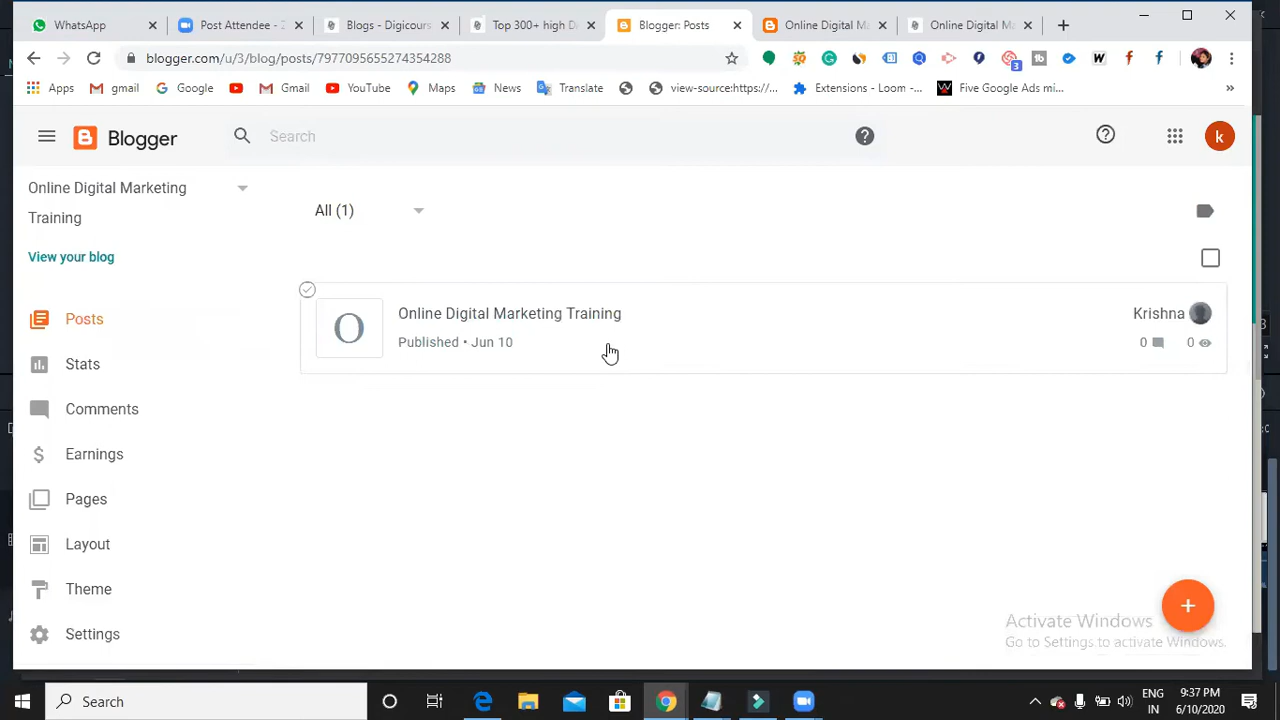 WhatsApp
Post Attendee - Z
Blogs - Digicours
Top 300+ high D
Blogger: Posts
Online Digital M
Online Digital Ma
blogger.com/u/3/blog/posts/7977095655274354288
3
Apps
gmail
Google
Gmail
YouTube
Maps
News
Translate
view-source:https://...
Extensions - Loom -...
Five Google Ads mi...
»
Blogger
Search
k
Online Digital Marketing
Training
View your blog
All (1)
Posts
Stats
Comments
Earnings
Pages
Layout
Theme
Settings
O
Online Digital Marketing Training
Published • Jun 10
Krishna
0
0
Activate Windows
Go to Settings to activate Windows.
Search
ENG
IN
9:37 PM
6/10/2020